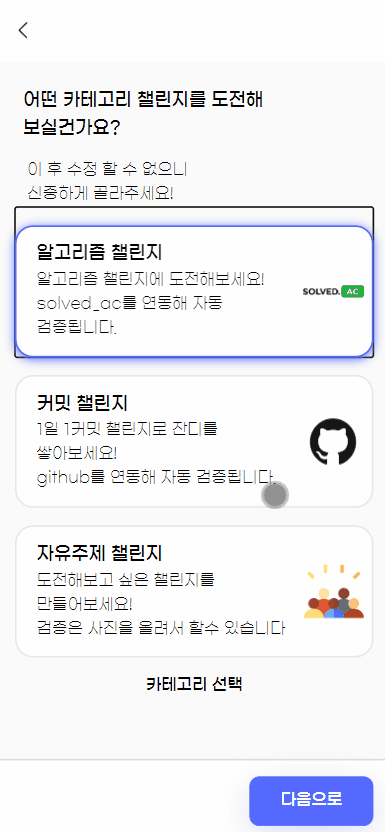 어떤 카테고리 챌린지를 도전해
보실건가요?
이 후 수정 할 수 없으니
신중하게 골라주세요!
알고리즘 챌린지
알고리즘 챌린지에 도전해보세요!
solved_ac를 연동해 자동
검증됩니다.
SOLVED.AC
커밋 챌린지
1일 1커밋 챌린지로 잔디를
쌓아보세요!
github를 연동해 자동 검증됩니다.
자유주제 챌린지
도전해보고 싶은 챌린지를
만들어보세요!
검증은 사진을 올려서 할수 있습니다
카테고리 선택
다음으로